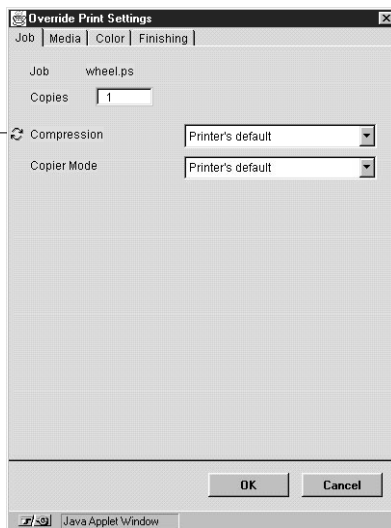 Override Print Settings
Job Media Color Finishing
Job wheel.ps
Copies 1
Compression Printer's default
Copier Mode Printer's default
OK Cancel
Java Applet Window